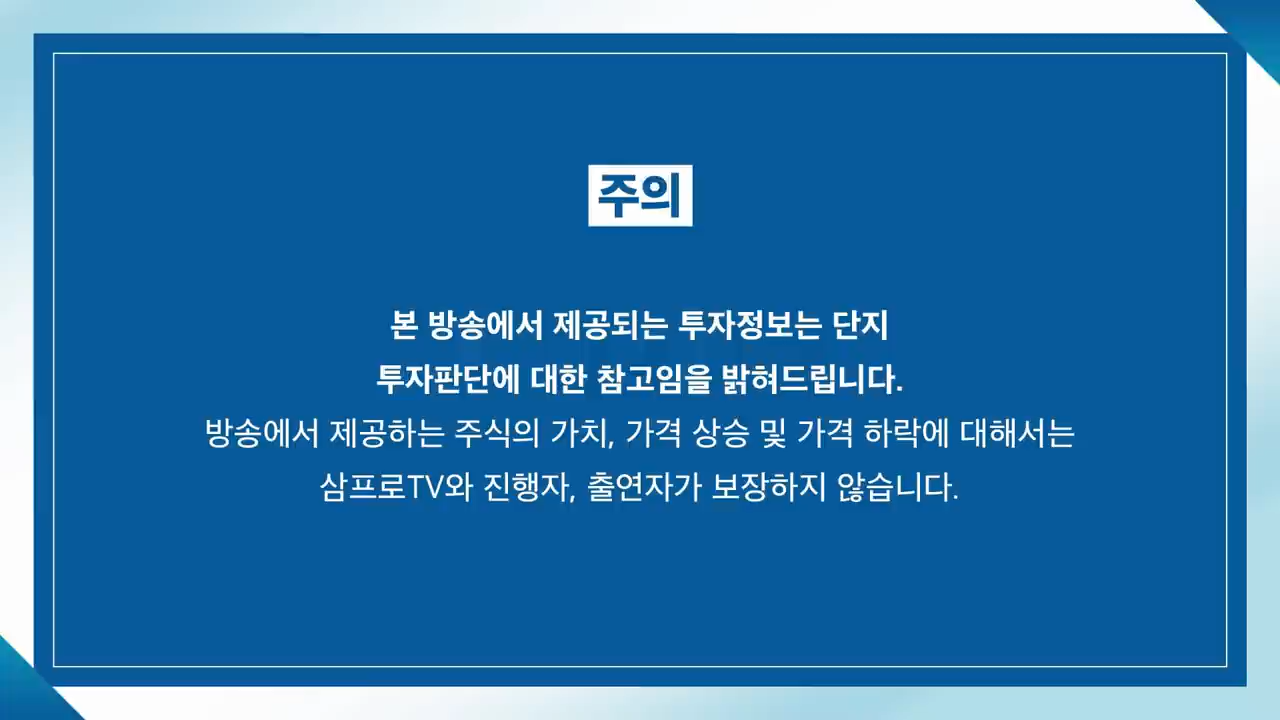 주의
본 방송에서 제공되는 투자정보는 단지
투자판단에 대한 참고임을 밝혀드립니다.
방송에서 제공하는 주식의 가치, 가격 상승 및 가격 하락에 대해서는
삼프로TV와 진행자, 출연자가 보장하지 않습니다.